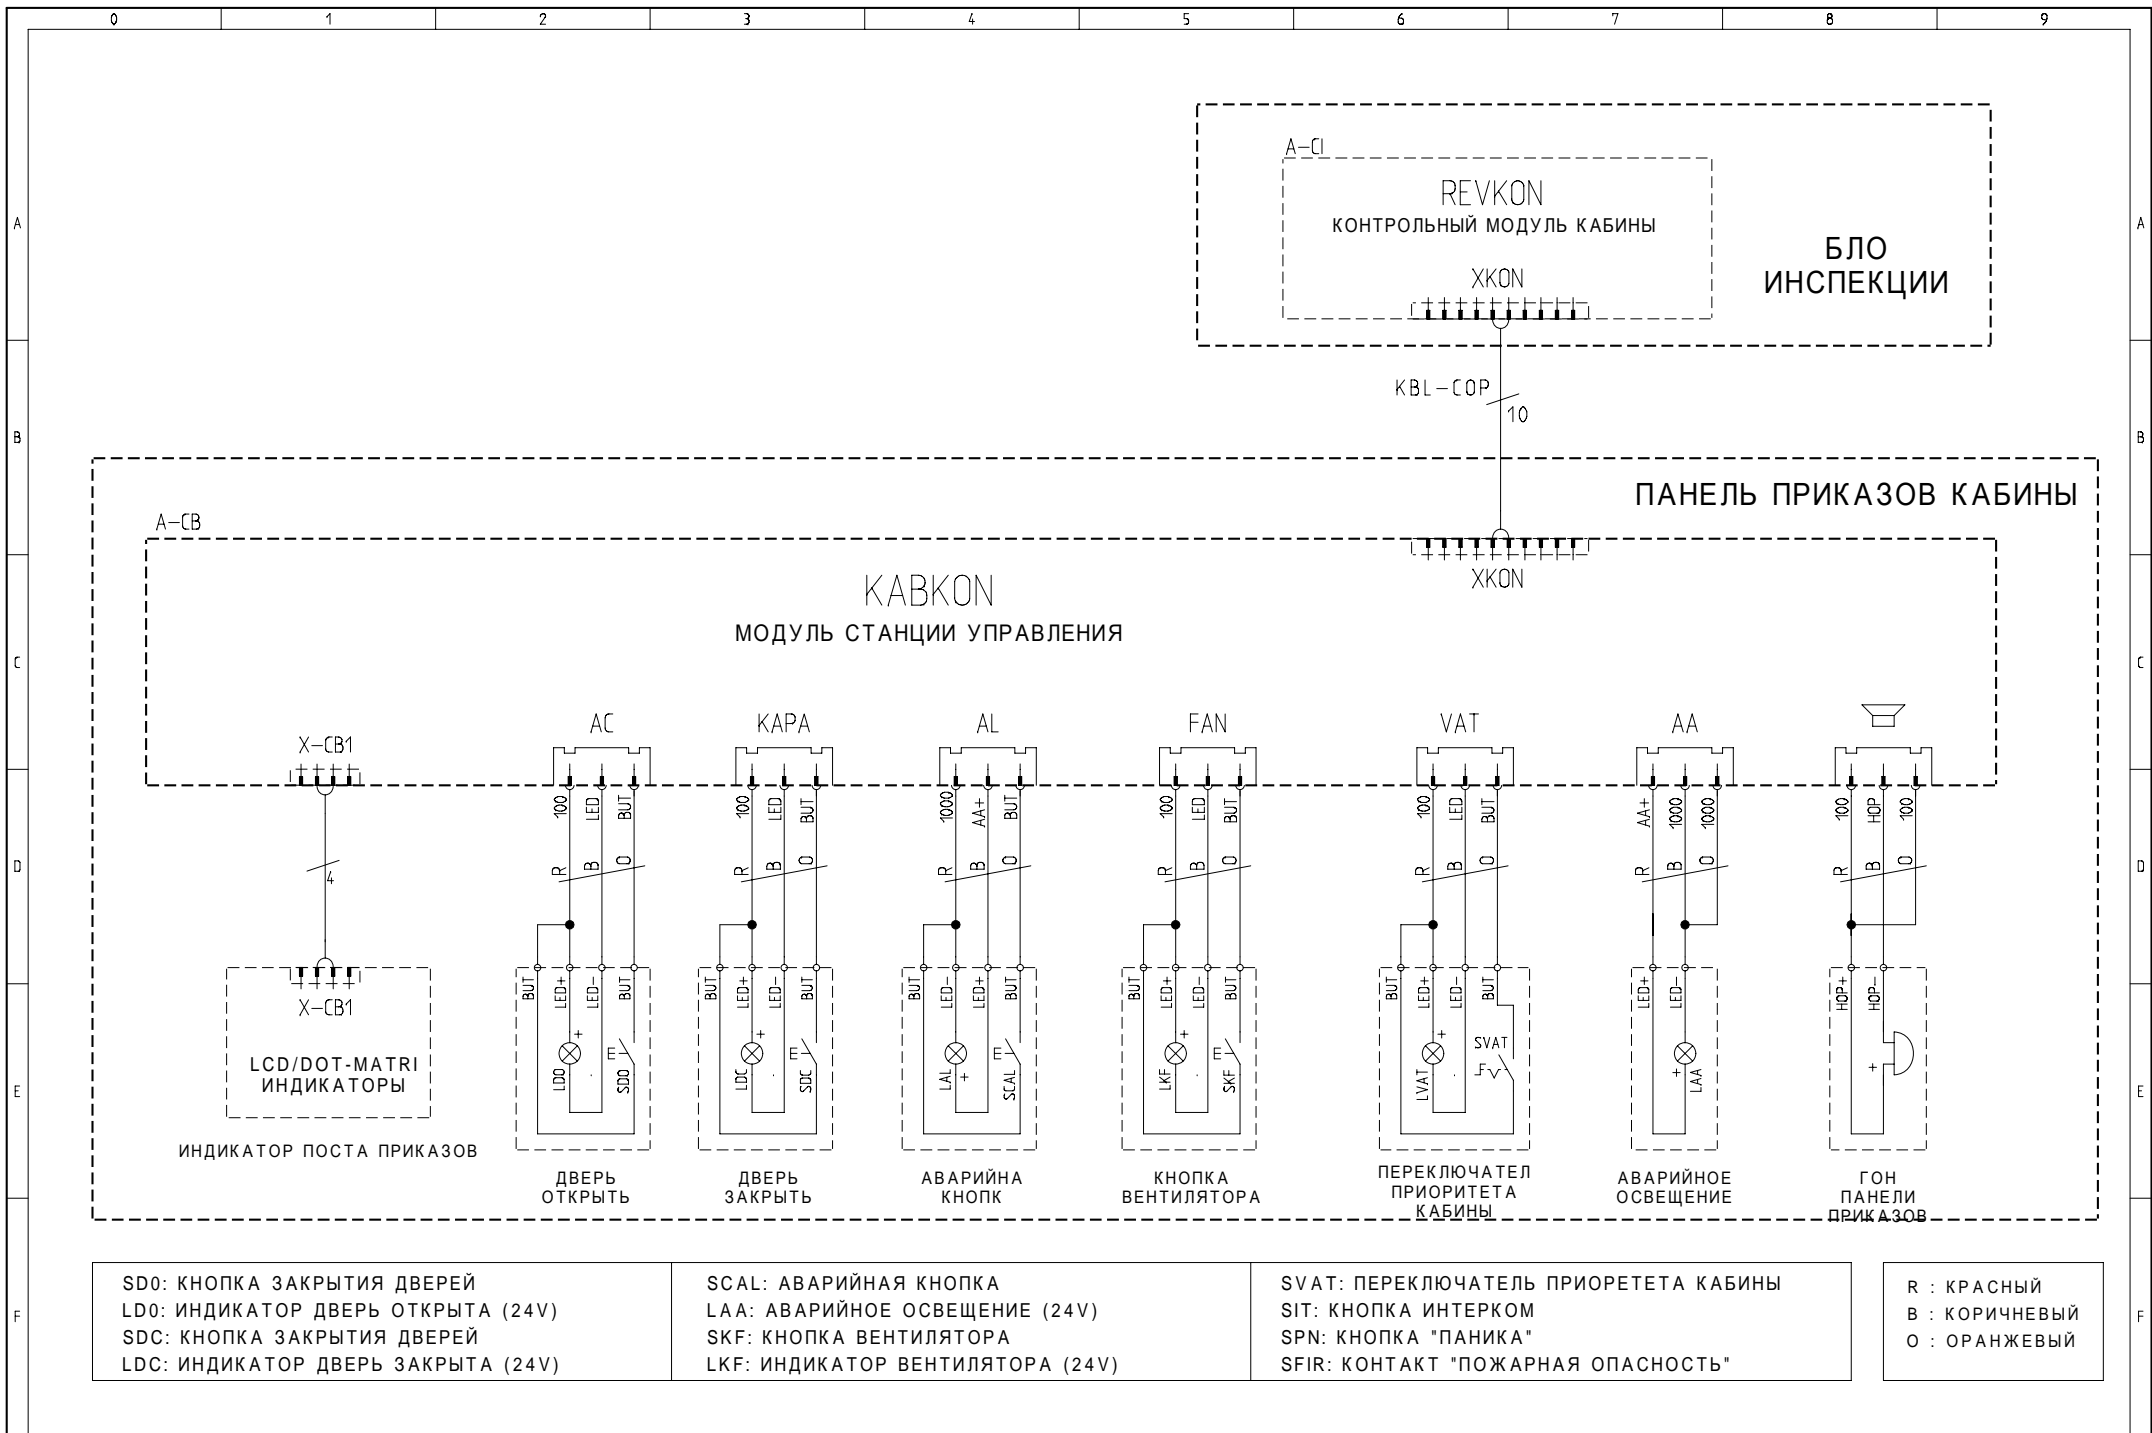 0 1 2 3 4 5 6 7 8 9
A-CI
REVKON
КОНТРОЛЬНЫЙ МОДУЛЬ КАБИНЫ
A A
БЛО
ИНСПЕКЦИИ
XKON
KBL-COP
10
B B
ПАНЕЛЬ ПРИКАЗОВ КАБИНЫ
A-CB
XKON
KABKON
МОДУЛЬ СТАНЦИИ УПРАВЛЕНИЯ
C C
X-CB1
AC KAPA AL FAN VAT AA
100 LED BUT 100 LED BUT 1000 AA+ BUT 100 LED BUT 100 LED BUT AA+ 1000 1000 100 HOP 100
D D
4
R B O R B O R B O R B O R B O R B O R B O
X-CB1
BUT LED+ LED- BUT BUT LED+ LED- BUT BUT LED- LED+ BUT BUT LED+ LED- BUT BUT LED+ LED- BUT LED+ LED- HOP+ HOP-
LCD/DOT-MATRI
ИНДИКАТОРЫ
+ + + + + + +
LDO SDO LDC SDC LAL SCAL LKF SKF LVAT SVAT LAA
E E
ИНДИКАТОР ПОСТА ПРИКАЗОВ
ДВЕРЬ
ОТКРЫТЬ
ДВЕРЬ
ЗАКРЫТЬ
АВАРИЙНА
КНОПК
КНОПКА
ВЕНТИЛЯТОРА
ПЕРЕКЛЮЧАТЕЛ
ПРИОРИТЕТА
КАБИНЫ
АВАРИЙНОЕ
ОСВЕЩЕНИЕ
ГОН
ПАНЕЛИ
ПРИКАЗОВ
F F
SD0: КНОПКА ЗАКРЫТИЯ ДВЕРЕЙ
LD0: ИНДИКАТОР ДВЕРЬ ОТКРЫТА (24V)
SDC: КНОПКА ЗАКРЫТИЯ ДВЕРЕЙ
LDC: ИНДИКАТОР ДВЕРЬ ЗАКРЫТА (24V)
SCAL: АВАРИЙНАЯ КНОПКА
LAA: АВАРИЙНОЕ ОСВЕЩЕНИЕ (24V)
SKF: КНОПКА ВЕНТИЛЯТОРА
LKF: ИНДИКАТОР ВЕНТИЛЯТОРА (24V)
SVAT: ПЕРЕКЛЮЧАТЕЛЬ ПРИОРЕТЕТА КАБИНЫ
SIT: КНОПКА ИНТЕРКОМ
SPN: КНОПКА "ПАНИКА"
SFIR: КОНТАКТ "ПОЖАРНАЯ ОПАСНОСТЬ"
R : КРАСНЫЙ
B : КОРИЧНЕВЫЙ
O : ОРАНЖЕВЫЙ